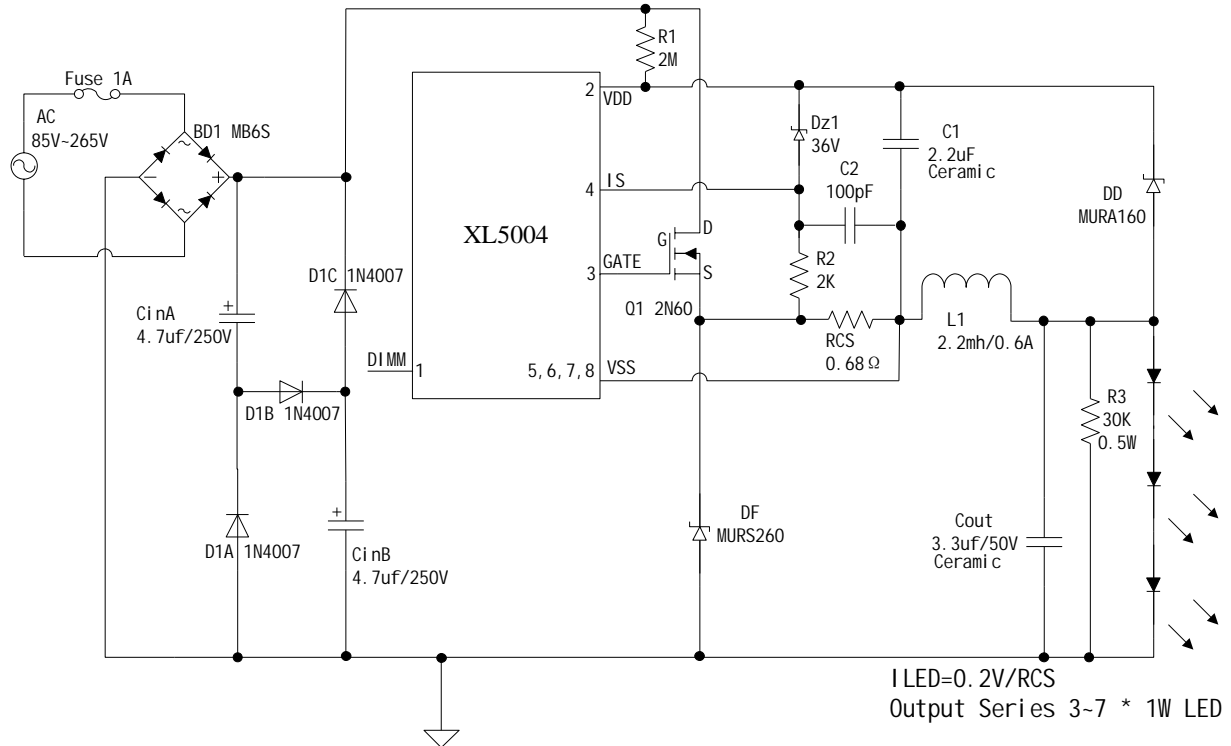 Fuse 1A
AC
85V~265V
BD1 MB6S
~
~
-
+
CinA
4.7uf/250V
+
D1C 1N4007
D1B 1N4007
D1A 1N4007
+
CinB
4.7uf/250V
XL5004
2
VDD
4
IS
3
GATE
DIMM
1
5,6,7,8
VSS
R1
2M
Dz1
36V
C2
100pF
C1
2.2uF
Ceramic
DD
MURA160
G
D
S
Q1 2N60
R2
2K
RCS
0.68Ω
L1
2.2mh/0.6A
DF
MURS260
R3
30K
0.5W
Cout
3.3uf/50V
Ceramic
ILED=0.2V/RCS
Output Series 3~7 * 1W LED